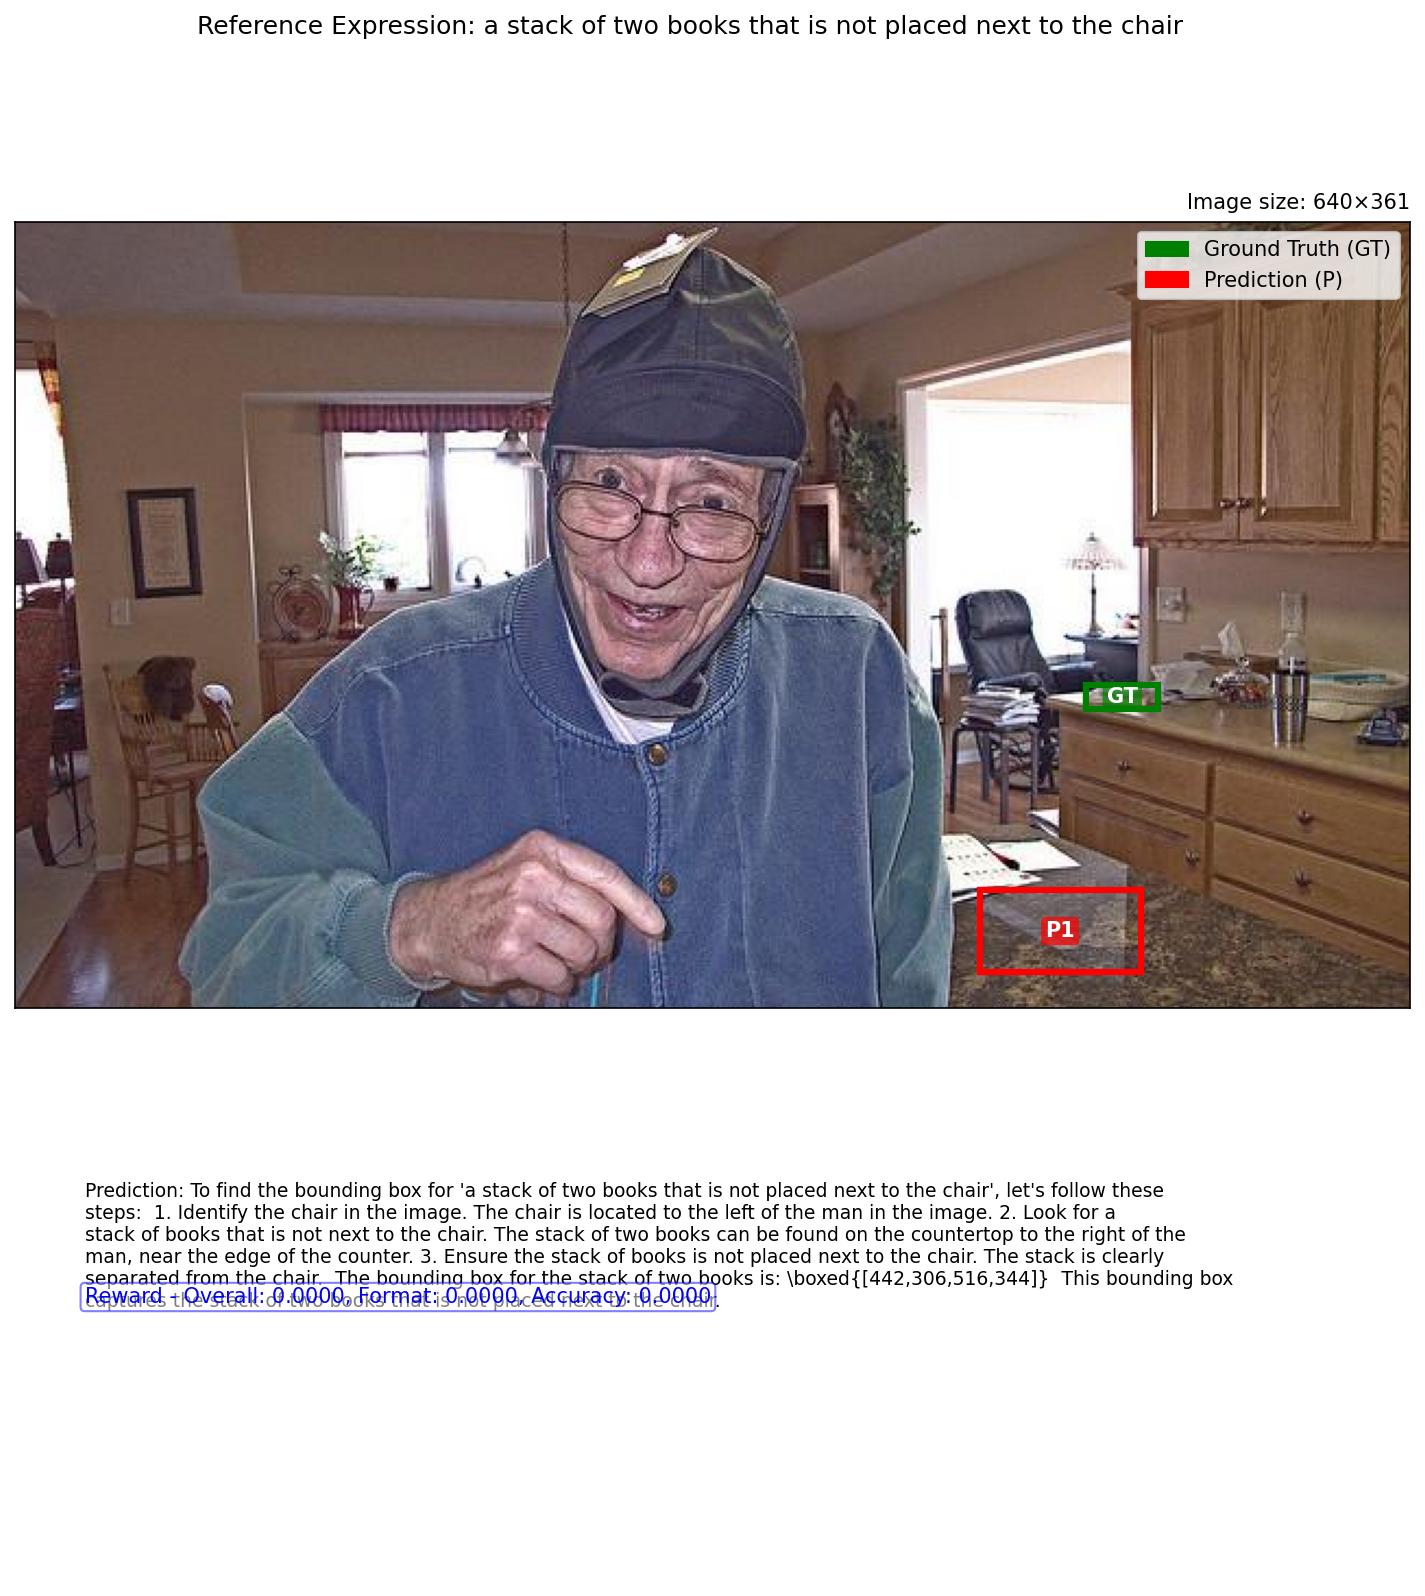 Reference Expression: a stack of two books that is not placed next to the chair
Image size: 640×361
Ground Truth (GT)
Prediction (P)
GT
P1
Prediction: To find the bounding box for 'a stack of two books that is not placed next to the chair', let's follow these
steps:  1. Identify the chair in the image. The chair is located to the left of the man in the image. 2. Look for a
stack of books that is not next to the chair. The stack of two books can be found on the countertop to the right of the
man, near the edge of the counter. 3. Ensure the stack of books is not placed next to the chair. The stack is clearly
separated from the chair.  The bounding box for the stack of two books is: \boxed{[442,306,516,344]}  This bounding box
captures the stack of two books that is not placed next to the chair.
Reward - Overall: 0.0000, Format: 0.0000, Accuracy: 0.0000